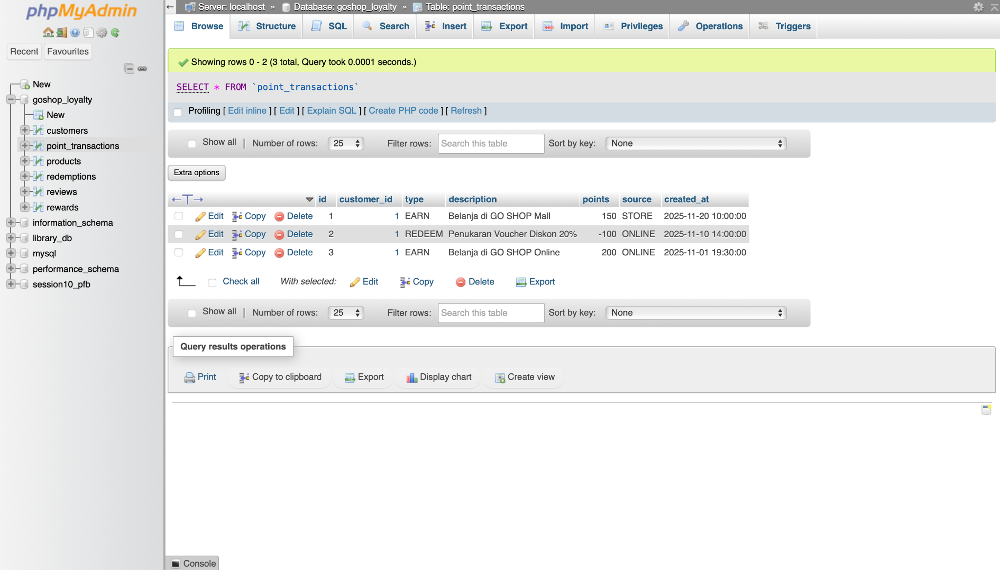 phpMyAdmin
Recent Favourites
New
goshop_loyalty
New
customers
point_transactions
products
redemptions
reviews
rewards
information_schema
library_db
mysql
performance_schema
session10_pfb
Server: localhost » Database: goshop_loyalty » Table: point_transactions
Browse Structure SQL Search Insert Export Import Privileges Operations Triggers
Showing rows 0 - 2 (3 total, Query took 0.0001 seconds.)
SELECT * FROM `point_transactions`
Profiling [ Edit inline ] [ Edit ] [ Explain SQL ] [ Create PHP code ] [ Refresh ]
Show all | Number of rows: 25 Filter rows: Search this table Sort by key: None
Extra options
id customer_id type description points source created_at
Edit Copy Delete 1 1 EARN Belanja di GO SHOP Mall 150 STORE 2025-11-20 10:00:00
Edit Copy Delete 2 1 REDEEM Penukaran Voucher Diskon 20% -100 ONLINE 2025-11-10 14:00:00
Edit Copy Delete 3 1 EARN Belanja di GO SHOP Online 200 ONLINE 2025-11-01 19:30:00
Check all With selected: Edit Copy Delete Export
Show all | Number of rows: 25 Filter rows: Search this table Sort by key: None
Query results operations
Print Copy to clipboard Export Display chart Create view
Console